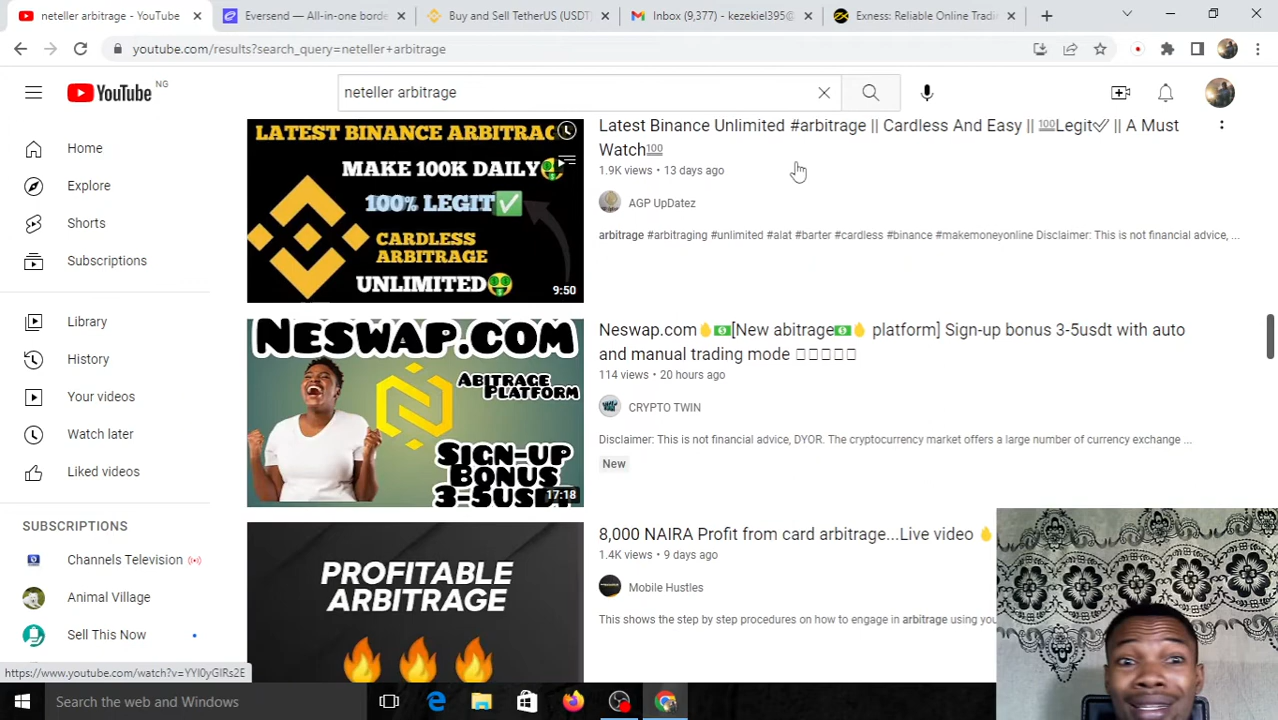 neteller arbitrage - YouTube
Eversend — All-in-one borde
Buy and Sell TetherUS (USDT)
Inbox (9,377) - kezekiel395@
Exness: Reliable Online Tradi
youtube.com/results?search_query=neteller+arbitrage
YouTube NG
neteller arbitrage
Home
Explore
Shorts
Subscriptions
Library
History
Your videos
Watch later
Liked videos
SUBSCRIPTIONS
Channels Television
Animal Village
Sell This Now
LATEST BINANCE ARBITRAG
MAKE 100K DAILY🤑
100% LEGIT✅
CARDLESS
ARBITRAGE
UNLIMITED🤑
9:50
Latest Binance Unlimited #arbitrage || Cardless And Easy || 💯Legit✅ || A Must
Watch💯
1.9K views • 13 days ago
AGP UpDatez
arbitrage #arbitraging #unlimited #alat #barter #cardless #binance #makemoneyonline Disclaimer: This is not financial advice, ...
NESWAP.COM
ABITRAGE
PLATFORM
SIGN-UP
BONUS
3-5USDT
17:18
Neswap.com🔥💵[New abitrage💵🔥 platform] Sign-up bonus 3-5usdt with auto
and manual trading mode
114 views • 20 hours ago
CRYPTO TWIN
Disclaimer: This is not financial advice, DYOR. The cryptocurrency market offers a large number of currency exchange ...
New
PROFITABLE
ARBITRAGE
8,000 NAIRA Profit from card arbitrage...Live video 🔥
1.4K views • 9 days ago
Mobile Hustles
This shows the step by step procedures on how to engage in arbitrage using you
https://www.youtube.com/watch?v=YYI0yGlRs2E
Search the web and Windows